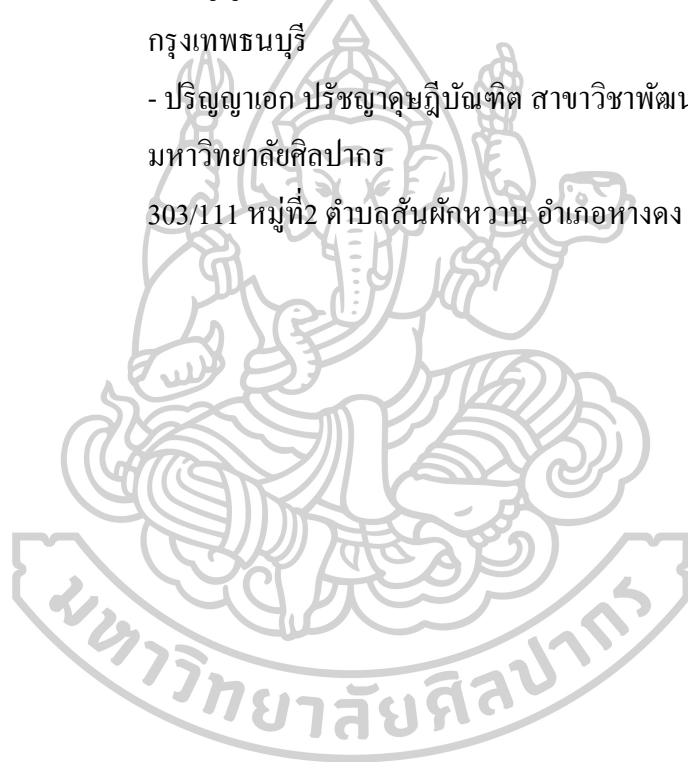 กรุงเทพธนบุรี
- ปริญญาเอก ปรัชญาดุษฎีบัณฑิต สาขาวิชาพัฒน
มหาวิทยาลัยศิลปากร
303/111 หมู่ที่2 ตำบลสันผักหวาน อำเภอหางดง
มหาวิทยาลัยศิลปากร